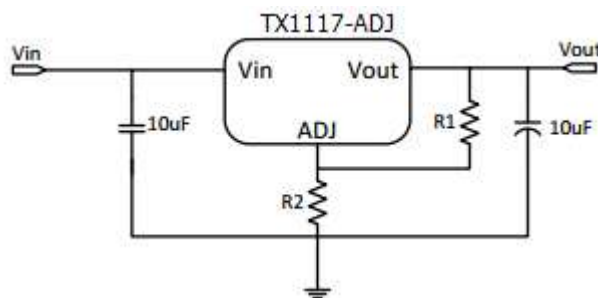 TX1117-ADJ
Vin
Vout
Vin
Vout
10uF
R1
10uF
ADJ
R2